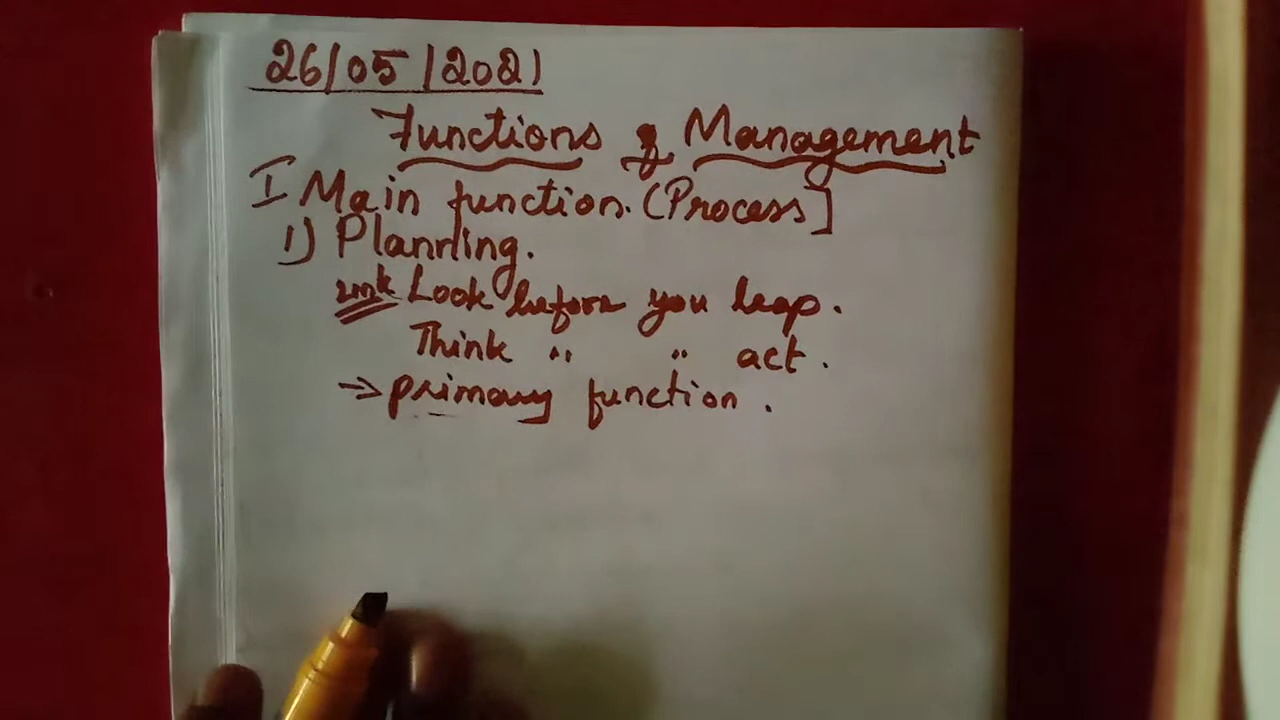 26/05/2021
Functions of Management
I Main function. (Process]
1) Planning.
2mk Look before you leap.
Think " " act.
→ primary function.